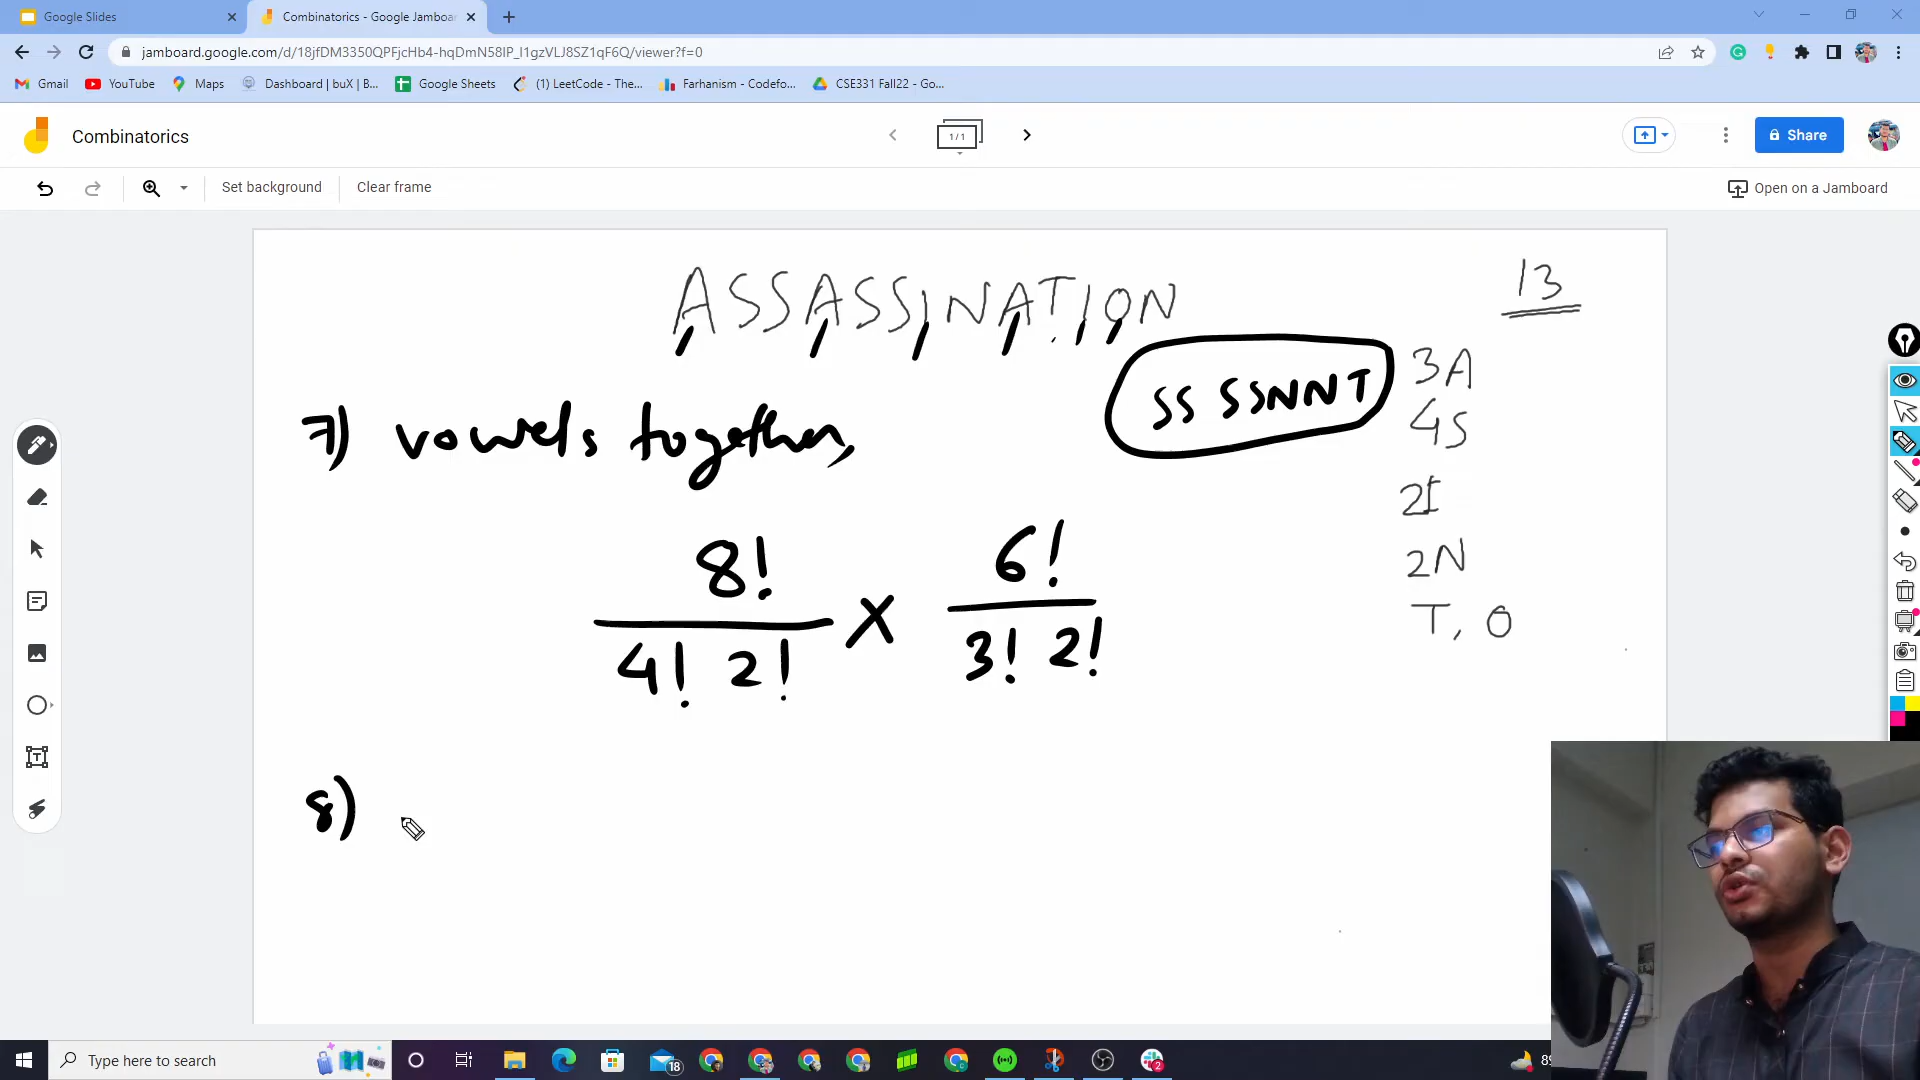 Google Slides
Combinatorics - Google Jamboar
jamboard.google.com/d/18jfDM3350QPFjcHb4-hqDmN58IP_I1gzVLJ8SZ1qF6Q/viewer?f=0
Gmail YouTube Maps Dashboard | buX | B... Google Sheets (1) LeetCode - The... Farhanism - Codefo... CSE331 Fall22 - Go...
Combinatorics
1 / 1
Share
Set background Clear frame
Open on a Jamboard
ASSASSINATION
13
SS SSNNT
3A
4S
2I
2N
T, O
7) vowels together,
8!
4! 2!
X
6!
3! 2!
8)
Type here to search
18
2